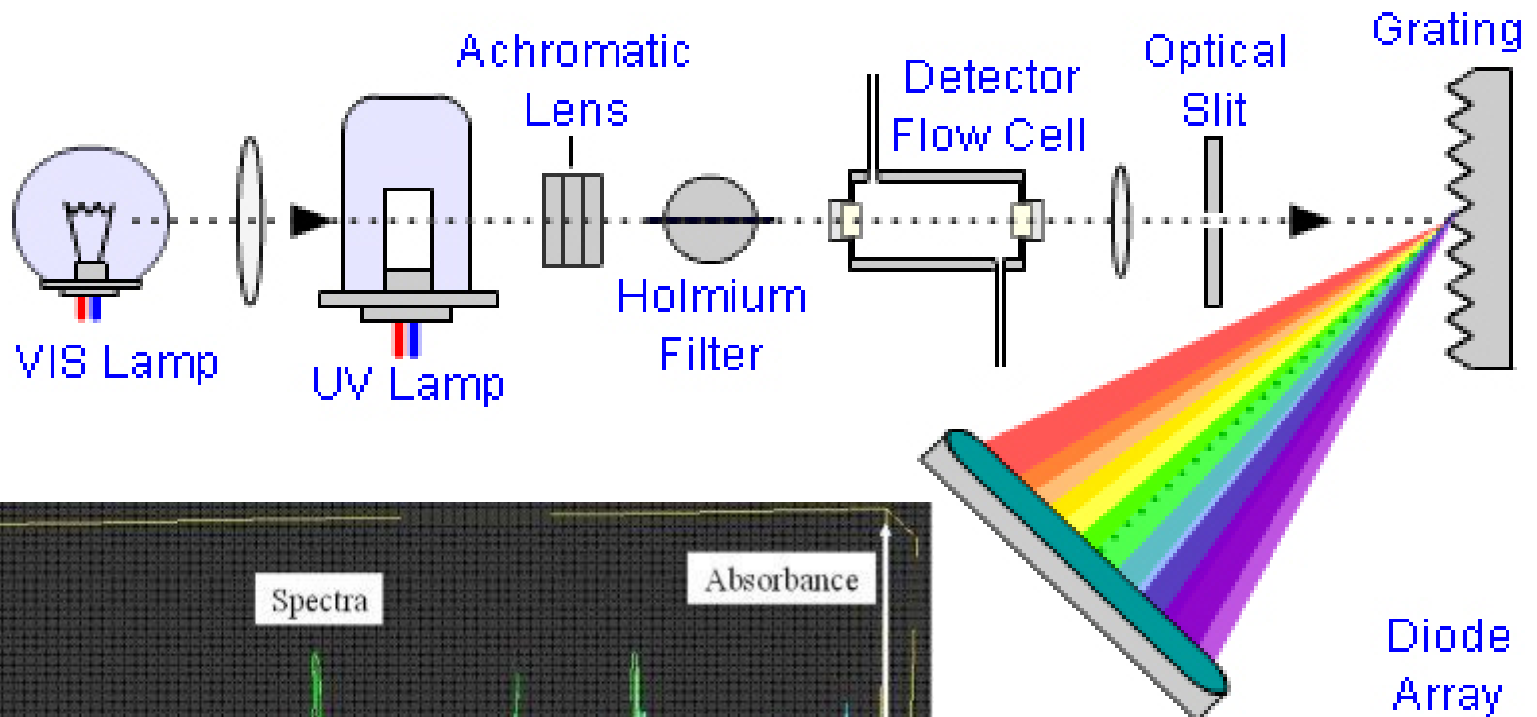 Grating
Achromatic
Lens
Detector
Flow Cell
Optical
Slit
VIS Lamp
UV Lamp
Holmium
Filter
Spectra
Absorbance
Diode
Array